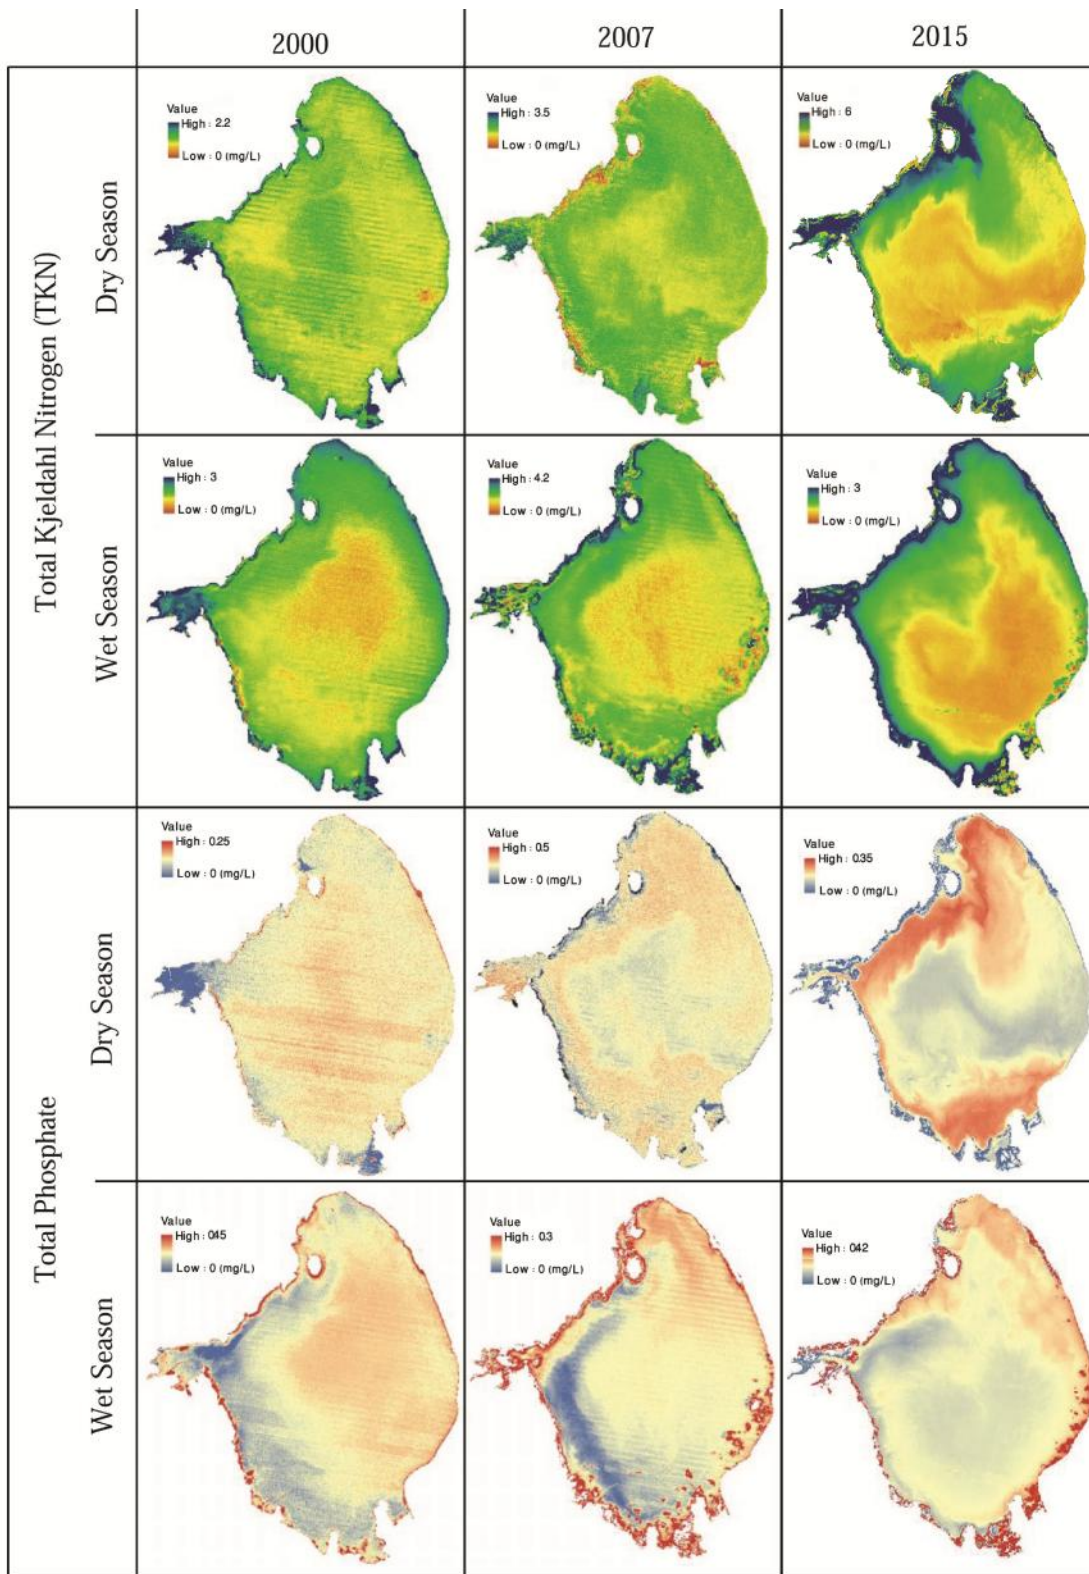 2000
2007
2015
Total Kjeldahl Nitrogen (TKN)
Dry Season
Value
High : 2.2
Low : 0 (mg/L)
Value
High : 3.5
Low : 0 (mg/L)
Value
High : 6
Low : 0 (mg/L)
Wet Season
Value
High : 3
Low : 0 (mg/L)
Value
High : 4.2
Low : 0 (mg/L)
Value
High : 3
Low : 0 (mg/L)
Total Phosphate
Dry Season
Value
High : 0.25
Low : 0 (mg/L)
Value
High : 0.5
Low : 0 (mg/L)
Value
High : 0.35
Low : 0 (mg/L)
Wet Season
Value
High : 0.45
Low : 0 (mg/L)
Value
High : 0.3
Low : 0 (mg/L)
Value
High : 0.42
Low : 0 (mg/L)